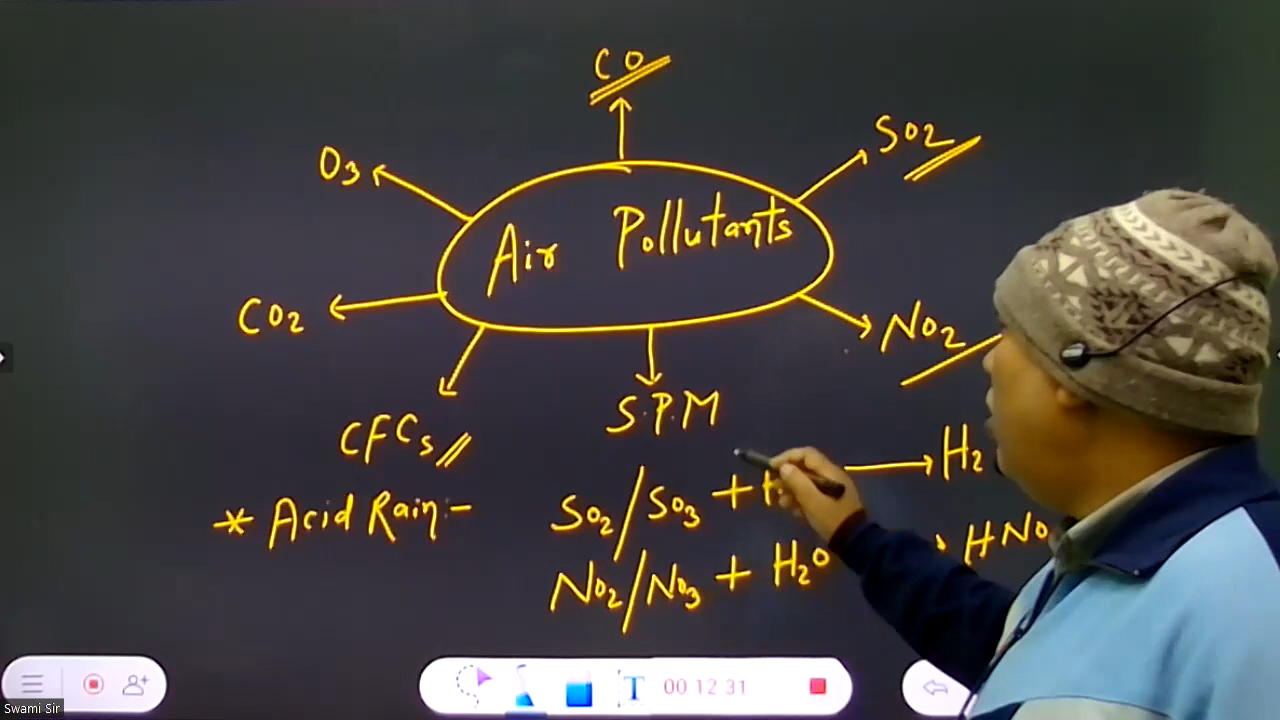 CO
SO2
O3
Air Pollutants
CO2
NO2
S.P.M
CFCs
* Acid Rain:-
SO2/SO3 + H → H2
NO2/NO3 + H2O → HNO
T 00:12:31
Swami Sir